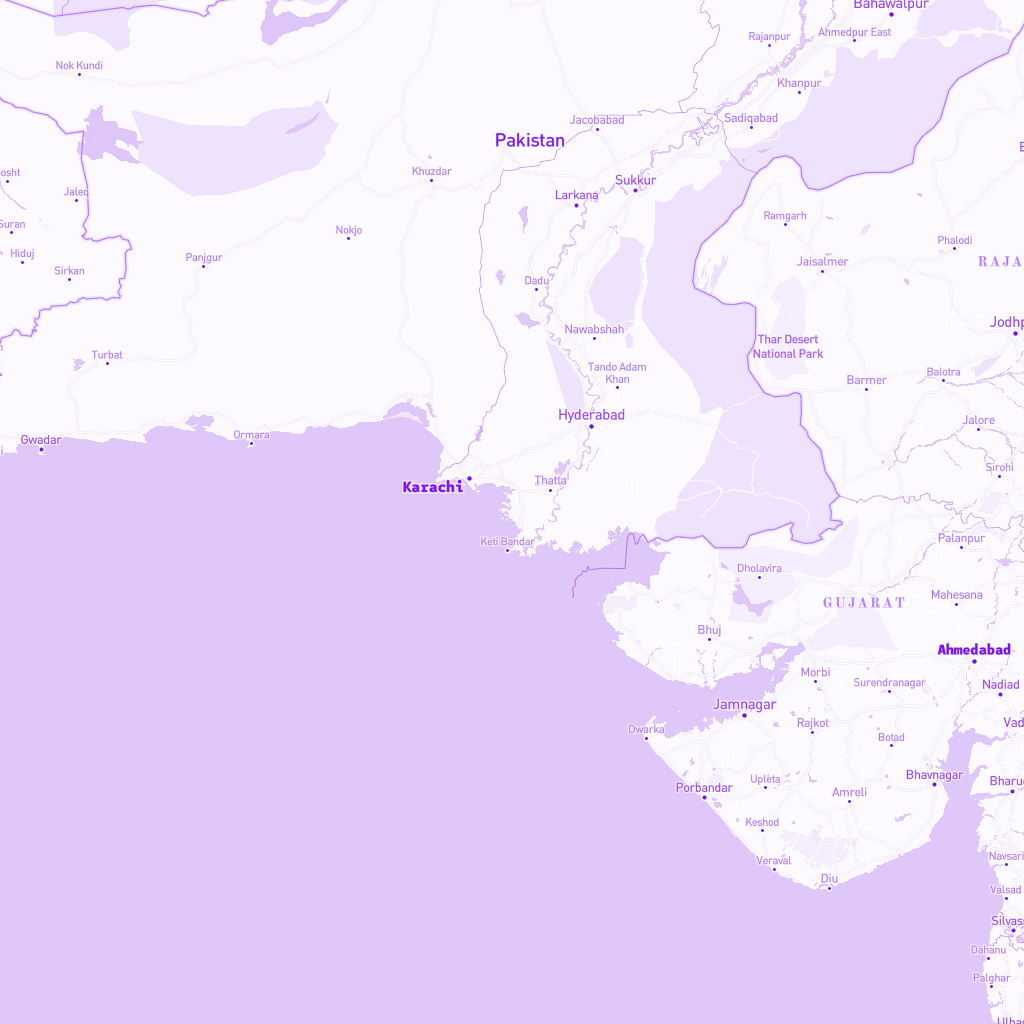 Bahawalpur
Ahmedpur East
Rajanpur
Nok Kundi
Khanpur
Jacobabad
Sadiqabad
Pakistan
Khuzdar
Sukkur
Larkana
Jaleq
Ramgarh
Suran
Nokjo
Phalodi
Hiduj
Panjgur
Sirkan
Jaisalmer
RAJA
Dadu
Jodhp
Nawabshah
Thar Desert
National Park
Turbat
Tando Adam
Khan
Barmer
Balotra
Hyderabad
Jalore
Ormara
Gwadar
Sirohi
Karachi
Thatta
Keti Bandar
Palanpur
Dholavira
Mahesana
GUJARAT
Bhuj
Ahmedabad
Morbi
Surendranagar
Nadiad
Jamnagar
Rajkot
Vad
Dwarka
Botad
Bhavnagar
Upleta
Bharu
Porbandar
Amreli
Keshod
Navsari
Veraval
Diu
Valsad
Silvass
Dahanu
Palghar
Ulha